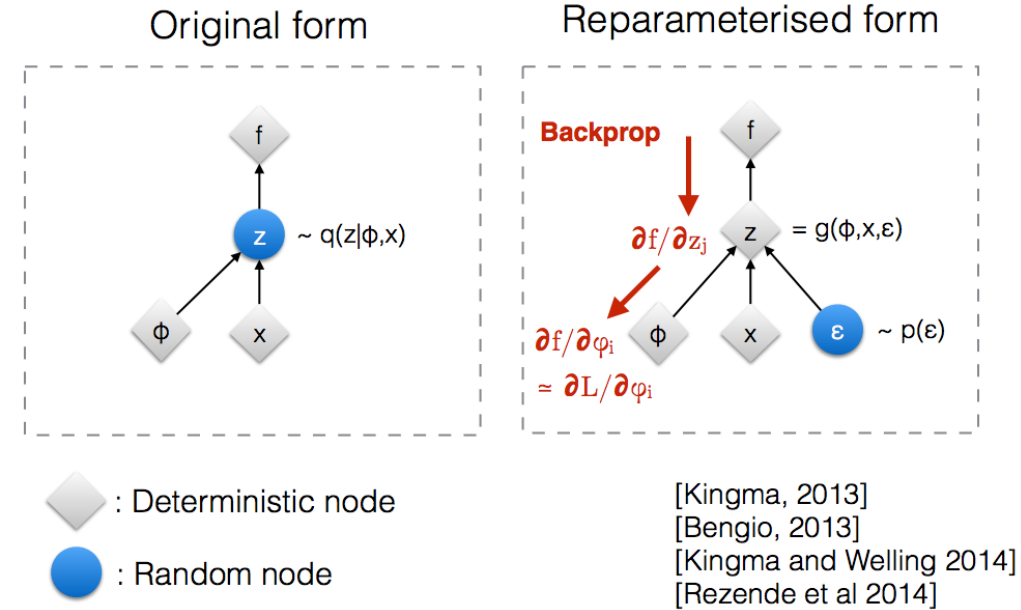 Original form
f
z ~ q(z|φ,x)
φ x
Reparameterised form
Backprop
f
∂f/∂zⱼ
z = g(φ,x,ε)
∂f/∂φᵢ
≃ ∂L/∂φᵢ
φ x ε ~ p(ε)
: Deterministic node
: Random node
[Kingma, 2013]
[Bengio, 2013]
[Kingma and Welling 2014]
[Rezende et al 2014]